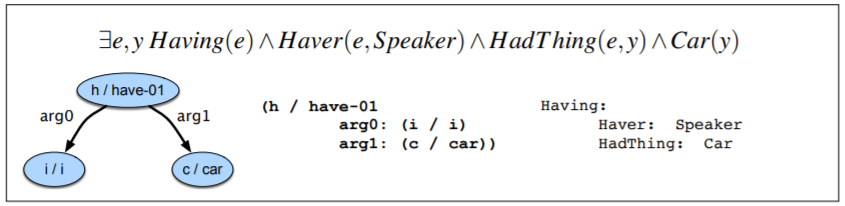 ∃e,y Having(e) ∧ Haver(e,Speaker) ∧ HadThing(e,y) ∧ Car(y)
h / have-01
arg0
arg1
i / i
c / car
(h / have-01
arg0: (i / i)
arg1: (c / car))
Having:
Haver: Speaker
HadThing: Car